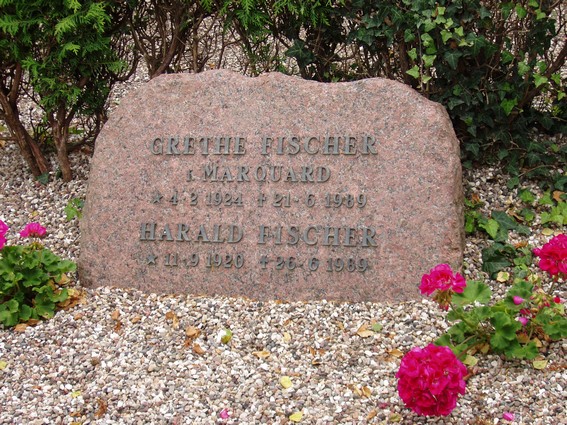 GRETHE FISCHER
F. MARQUARD
* 4-2 1924 † 21-6 1989
HARALD FISCHER
* 11-9 1920 † 26-6 1989